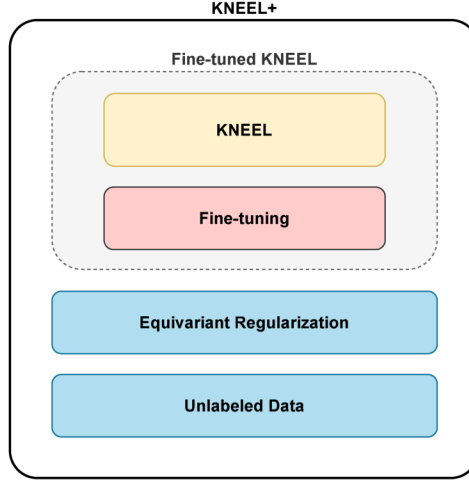 KNEEL+
Fine-tuned KNEEL
KNEEL
Fine-tuning
Equivariant Regularization
Unlabeled Data